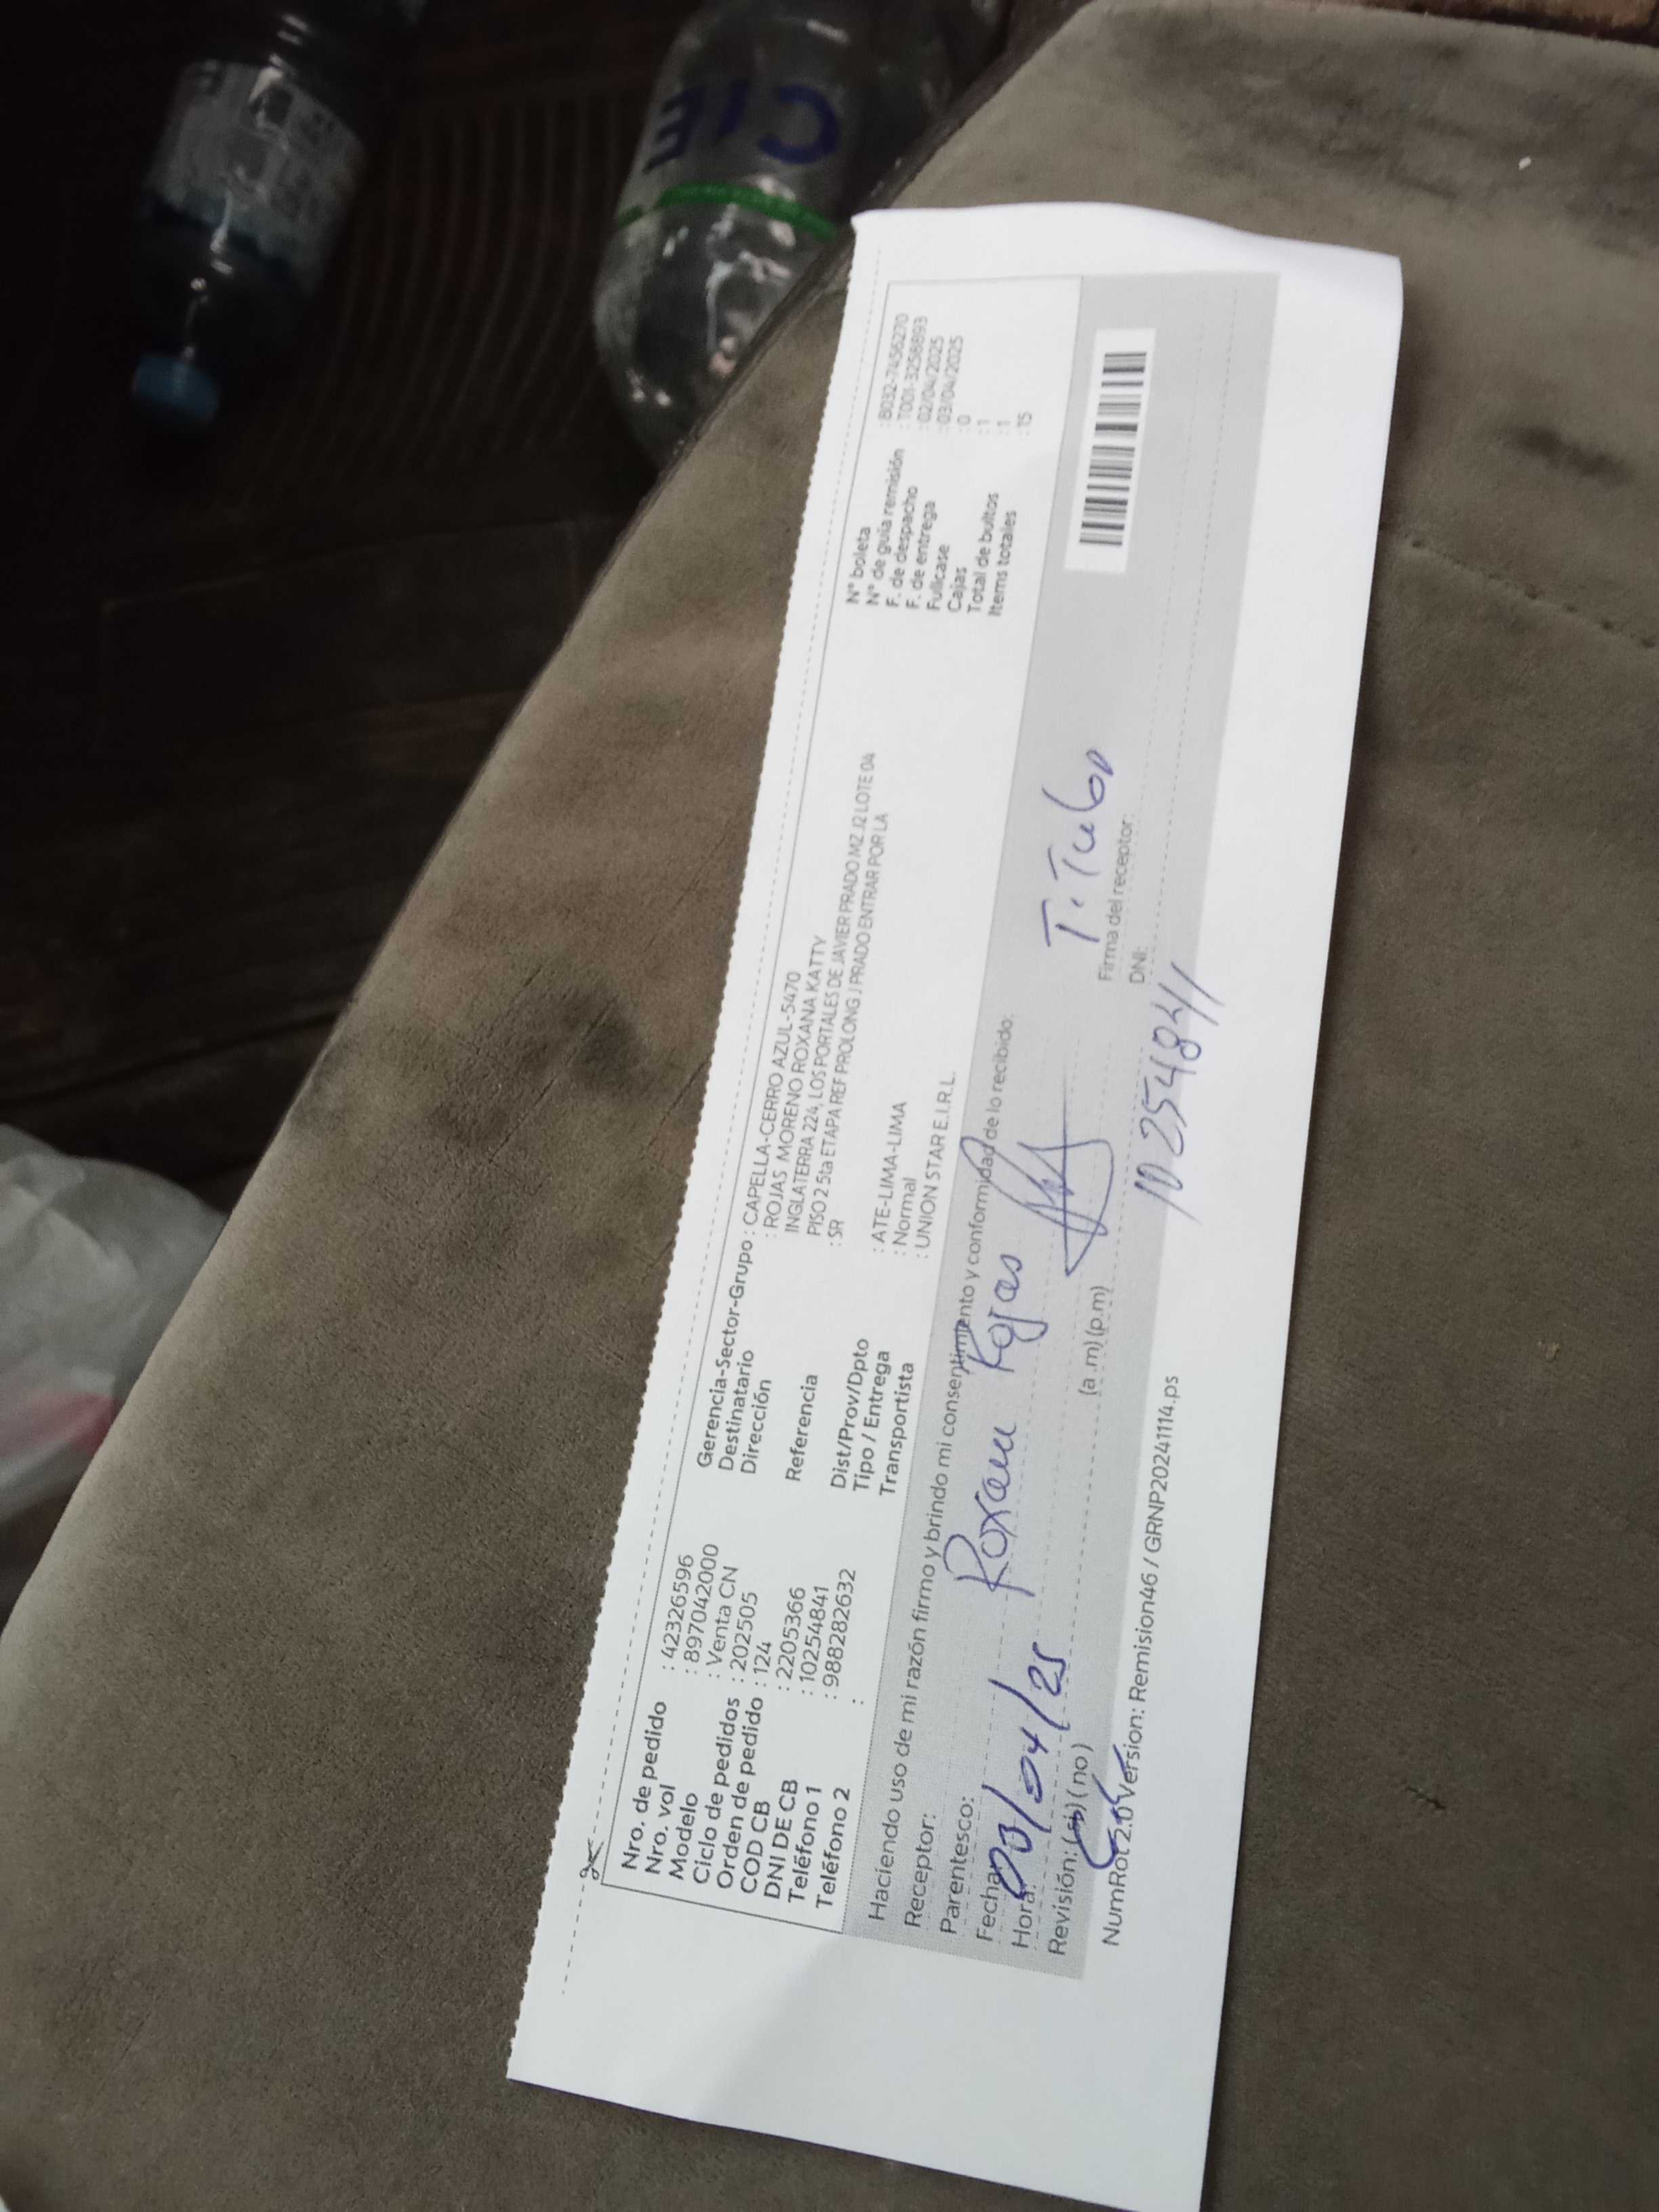 CIE
Nro. de pedido : 42326596
Nro. vol : 897042000
Modelo : Venta CN
Ciclo de pedidos : 202505
Orden de pedido : 124
COD CB : 2205366
DNI DE CB : 10254841
Teléfono 1 : 988282632
Teléfono 2 :
Gerencia-Sector-Grupo : CAPELLA-CERRO AZUL-5470
Destinatario : ROJAS MORENO ROXANA KATTY
Dirección INGLATERRA 224, LOS PORTALES DE JAVIER PRADO MZ J2 LOTE 04
PISO 2 5ta ETAPA REF PROLONG J PRADO ENTRAR POR LA
Referencia : SR
Dist/Prov/Dpto : ATE-LIMA-LIMA
Tipo / Entrega : Normal
Transportista : UNION STAR E.I.R.L.
N° boleta : B032-7456270
N° de guía remisión : T001-3258893
F. de despacho : 02/04/2025
F. de entrega : 03/04/2025
Fullcase : 0
Cajas : 1
Total de bultos : 1
Items totales : 15
Haciendo uso de mi razón firmo y brindo mi consentimiento y conformidad de lo recibido:
Receptor: Roxana Rojas
Parentesco: Titular
Fecha: 03/04/25
Hora: (a .m) (p.m)
Revisión: (si) (no)
Firma del receptor:
DNI: 10254841
NumRot 2.0 Version: Remision46 / GRNP20241114.ps